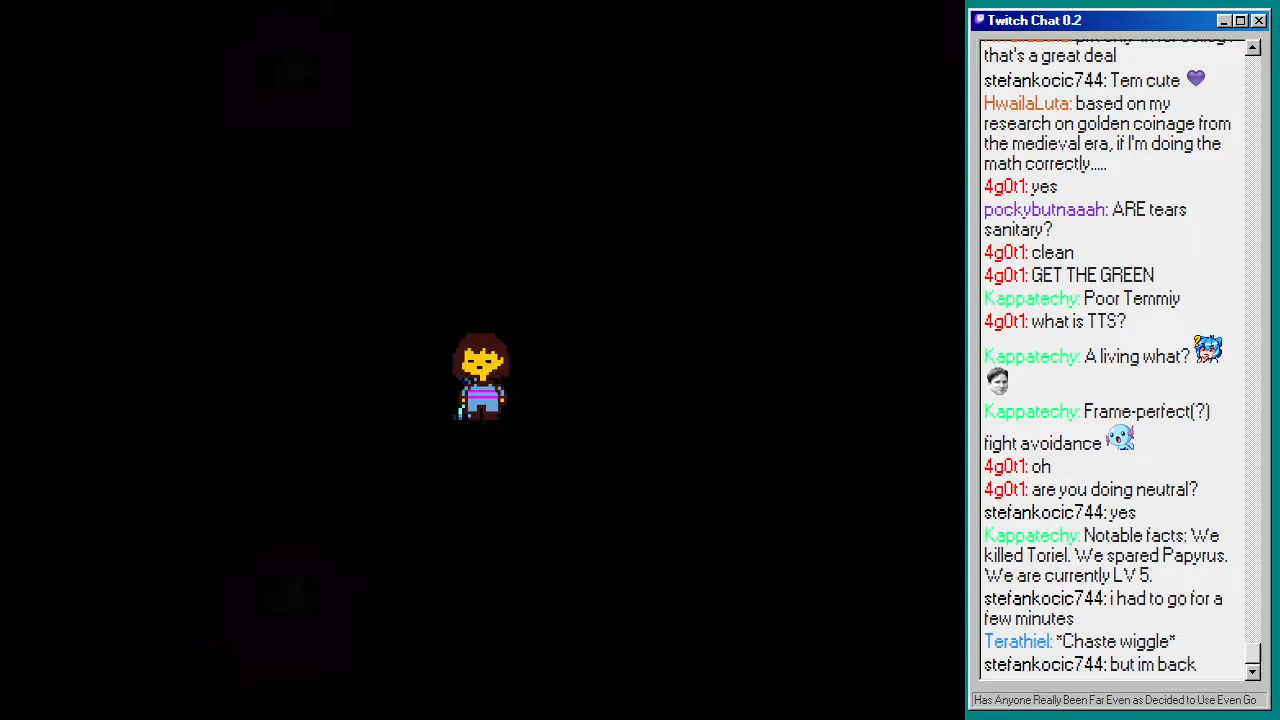 Twitch Chat 0.2
that's a great deal
stefankocic744: Tem cute
HwailaLuta: based on my
research on golden coinage from
the medieval era, if I'm doing the
math correctly.....
4g0t1: yes
pockybutnaaah: ARE tears
sanitary?
4g0t1: clean
4g0t1: GET THE GREEN
Kappatechy: Poor Temmiy
4g0t1: what is TTS?
Kappatechy: A living what?
Kappatechy: Frame-perfect(?)
fight avoidance
4g0t1: oh
4g0t1: are you doing neutral?
stefankocic744: yes
Kappatechy: Notable facts: We
killed Toriel. We spared Papyrus.
We are currently LV 5.
stefankocic744: i had to go for a
few minutes
Terathiel: *Chaste wiggle*
stefankocic744: but im back
Has Anyone Really Been Far Even as Decided to Use Even Go